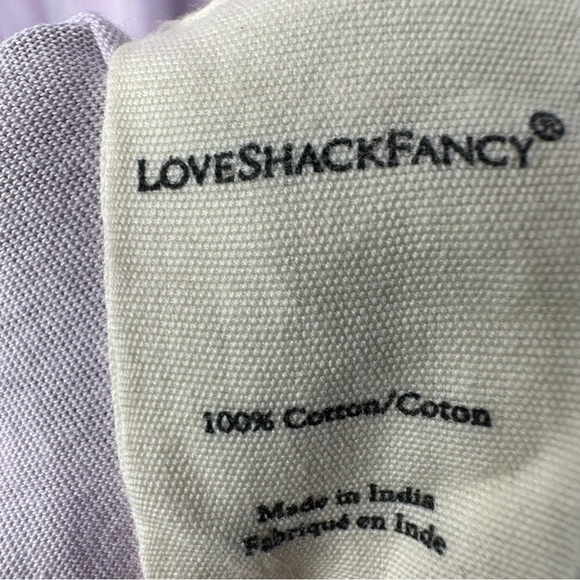 LOVESHACKFANCY®
100% Cotton/Coton
Made in India
Fabriqué en Inde